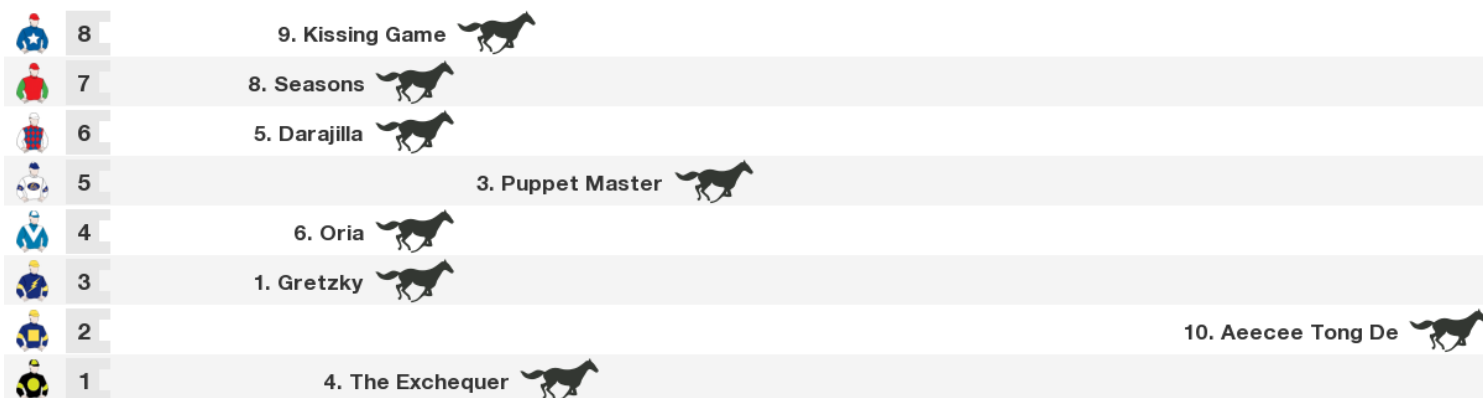 8 9. Kissing Game
7 8. Seasons
6 5. Darajilla
5 3. Puppet Master
4 6. Oria
3 1. Gretzky
2 10. Aeecee Tong De
1 4. The Exchequer